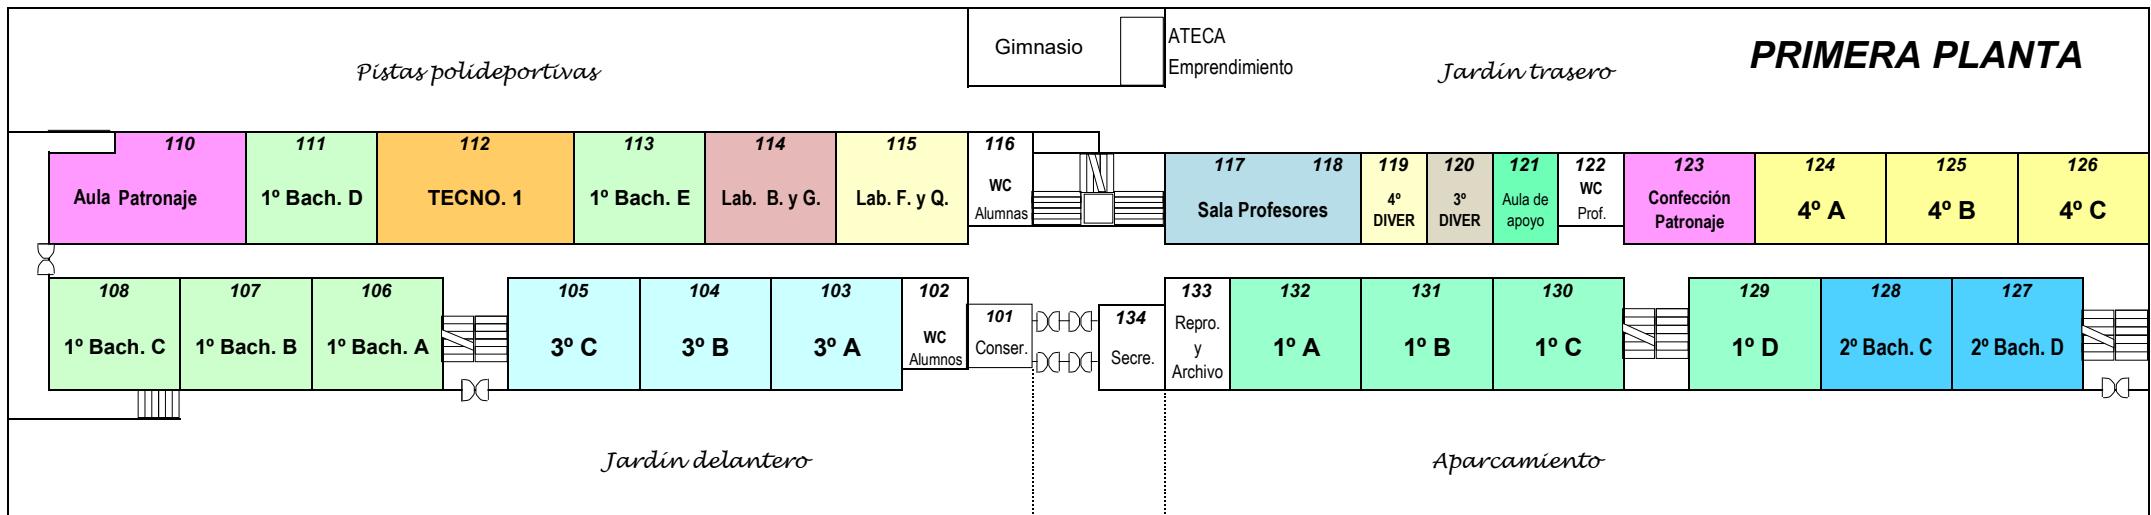 Gimnasio
ATECA
Emprendimiento
PRIMERA PLANTA
Pistas polideportivas
Jardín trasero
110
Aula Patronaje
111
1º Bach. D
112
TECNO. 1
113
1º Bach. E
114
Lab. B. y G.
115
Lab. F. y Q.
116
WC
Alumnas
117 118
Sala Profesores
119
4º
DIVER
120
3º
DIVER
121
Aula de
apoyo
122
WC
Prof.
123
Confección
Patronaje
124
4º A
125
4º B
126
4º C
108
1º Bach. C
107
1º Bach. B
106
1º Bach. A
105
3º C
104
3º B
103
3º A
102
WC
Alumnos
101
Conser.
134
Secre.
133
Repro.
y
Archivo
132
1º A
131
1º B
130
1º C
129
1º D
128
2º Bach. C
127
2º Bach. D
Jardín delantero
Aparcamiento